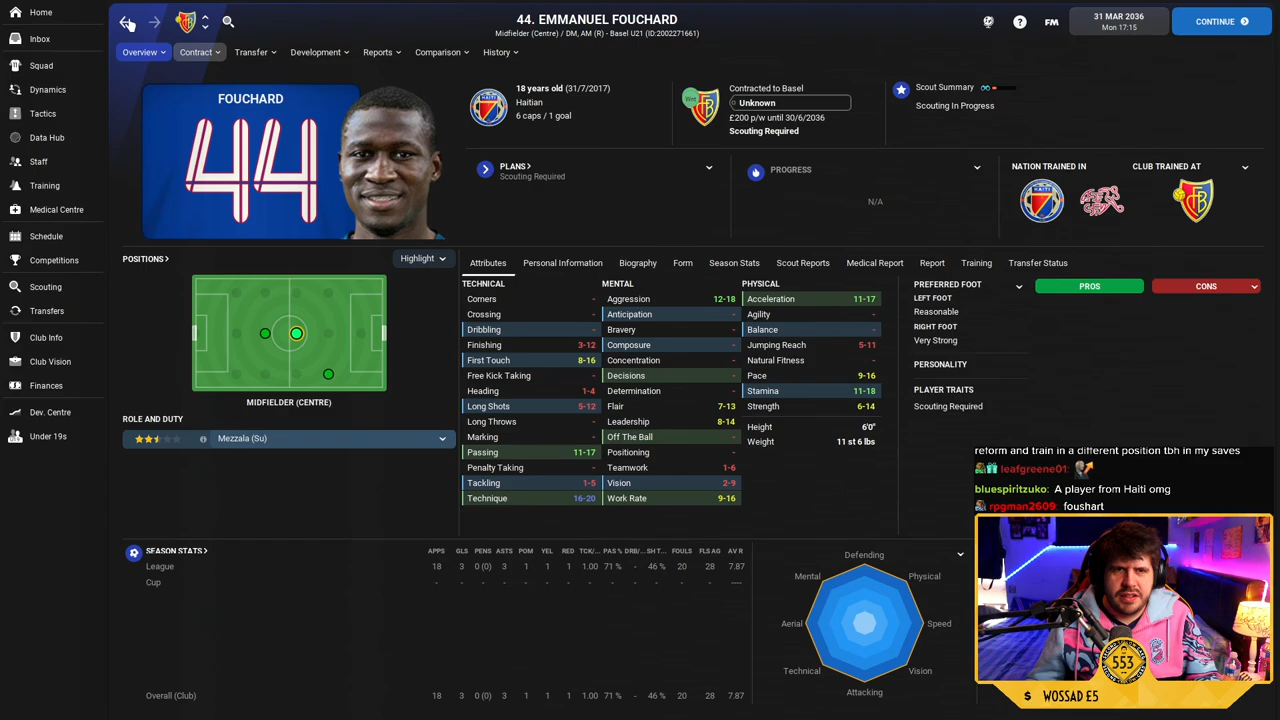 Home
Inbox
Squad
Dynamics
Tactics
Data Hub
Staff
Training
Medical Centre
Schedule
Competitions
Scouting
Transfers
Club Info
Club Vision
Finances
Dev. Centre
Under 19s
44. EMMANUEL FOUCHARD
Midfielder (Centre) / DM, AM (R) - Basel U21 (ID:2002271661)
FM
31 MAR 2036
Mon 17:15
CONTINUE
Overview
Contract
Transfer
Development
Reports
Comparison
History
FOUCHARD
44
18 years old (31/7/2017)
Haitian
6 caps / 1 goal
Contracted to Basel
Unknown
£200 p/w until 30/6/2036
Scouting Required
Scout Summary
Scouting In Progress
PLANS
Scouting Required
PROGRESS
N/A
NATION TRAINED IN
CLUB TRAINED AT
POSITIONS
Highlight
MIDFIELDER (CENTRE)
ROLE AND DUTY
Mezzala (Su)
Attributes
Personal Information
Biography
Form
Season Stats
Scout Reports
Medical Report
Report
Training
Transfer Status
TECHNICAL
Corners -
Crossing -
Dribbling -
Finishing 3-12
First Touch 8-16
Free Kick Taking -
Heading 1-4
Long Shots 5-12
Long Throws -
Marking -
Passing 11-17
Penalty Taking -
Tackling 1-5
Technique 16-20
MENTAL
Aggression 12-18
Anticipation -
Bravery -
Composure -
Concentration -
Decisions -
Determination -
Flair 7-13
Leadership 8-14
Off The Ball -
Positioning -
Teamwork 1-6
Vision 2-9
Work Rate 9-16
PHYSICAL
Acceleration 11-17
Agility -
Balance -
Jumping Reach 5-11
Natural Fitness -
Pace 9-16
Stamina 11-18
Strength 6-14
Height 6'0"
Weight 11 st 6 lbs
PREFERRED FOOT
LEFT FOOT
Reasonable
RIGHT FOOT
Very Strong
PERSONALITY
PLAYER TRAITS
Scouting Required
PROS
CONS
reform and train in a different position tbh in my saves
leafgreene01:
bluespiritzuko: A player from Haiti omg
rpgman2609: foushart
SEASON STATS
APPS GLS PENS ASTS POM YEL RED TCK/... PAS % DRB/... SH T... FOULS FLS AG AV R
League 18 3 0 (0) 3 1 1 1 1.00 71 % - 46 % 20 28 7.87
Cup - - - - - - - - - - - - - ----
Overall (Club) 18 3 0 (0) 3 1 1 1 1.00 71 % - 46 % 20 28 7.87
Defending
Physical
Speed
Vision
Attacking
Technical
Aerial
Mental
553
$ WOSSAD £5